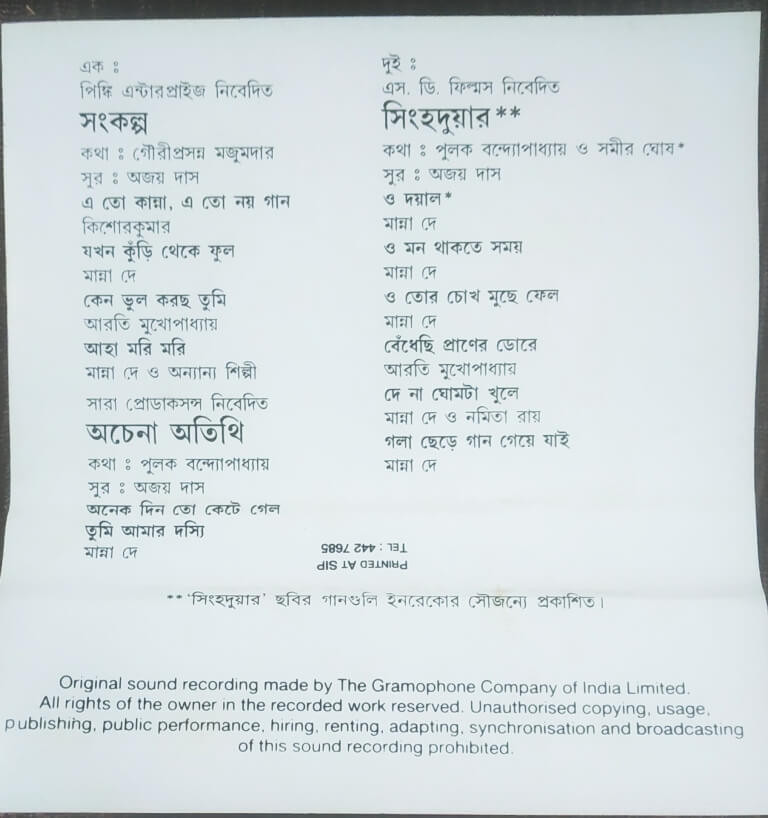 এক :
পিঙ্কি এন্টারপ্রাইজ নিবেদিত
সংকল্প
কথা : গৌরীপ্রসন্ন মজুমদার
সুর : অজয় দাস
এ তো কান্না, এ তো নয় গান
কিশোরকুমার
যখন কুঁড়ি থেকে ফুল
মান্না দে
কেন ভুল করছ তুমি
আরতি মুখোপাধ্যায়
আহা মরি মরি
মান্না দে ও অন্যান্য শিল্পী
সারা প্রোডাকসন্স নিবেদিত
অচেনা অতিথি
কথা : পুলক বন্দ্যোপাধ্যায়
সুর : অজয় দাস
অনেক দিন তো কেটে গেল
তুমি আমার দস্যি
মান্না দে
দুই :
এস. ডি. ফিল্মস নিবেদিত
সিংহদুয়ার**
কথা : পুলক বন্দ্যোপাধ্যায় ও সমীর ঘোষ*
সুর : অজয় দাস
ও দয়াল*
মান্না দে
ও মন থাকতে সময়
মান্না দে
ও তোর চোখ মুছে ফেল
মান্না দে
বেঁধেছি প্রাণের ডোরে
আরতি মুখোপাধ্যায়
দে না ঘোমটা খুলে
মান্না দে ও নমিতা রায়
গলা ছেড়ে গান গেয়ে যাই
মান্না দে
PRINTED AT SIP
TEL : 442 7685
**'সিংহদুয়ার' ছবির গানগুলি ইনরেকোর সৌজন্যে প্রকাশিত।
Original sound recording made by The Gramophone Company of India Limited.
All rights of the owner in the recorded work reserved. Unauthorised copying, usage,
publishing, public performance, hiring, renting, adapting, synchronisation and broadcasting
of this sound recording prohibited.